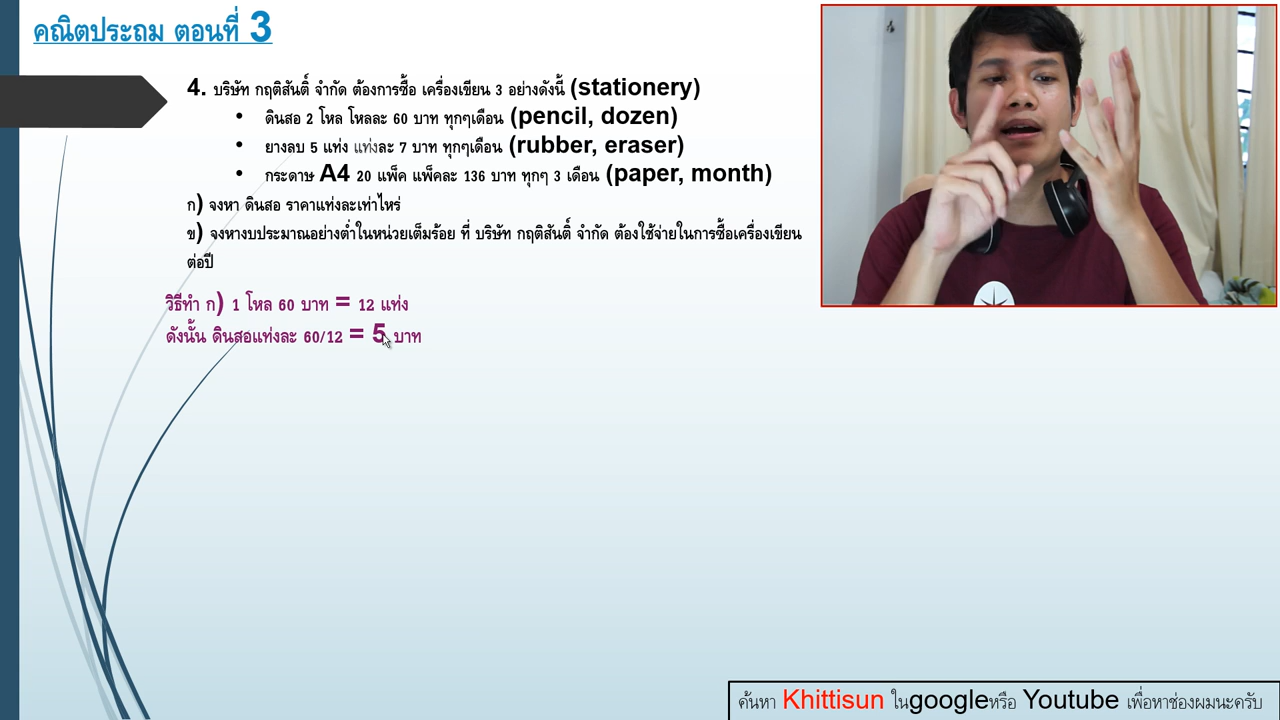 คณิตประถม ตอนที่ 3
4. บริษัท กฤติสันติ์ จำกัด ต้องการซื้อ เครื่องเขียน 3 อย่างดังนี้ (stationery)
• ดินสอ 2 โหล โหลละ 60 บาท ทุกๆเดือน (pencil, dozen)
• ยางลบ 5 แท่ง แท่งละ 7 บาท ทุกๆเดือน (rubber, eraser)
• กระดาษ A4 20 แพ็ค แพ็คละ 136 บาท ทุกๆ 3 เดือน (paper, month)
ก) จงหา ดินสอ ราคาแท่งละเท่าไหร่
ข) จงหางบประมาณอย่างต่ำในหน่วยเต็มร้อย ที่ บริษัท กฤติสันติ์ จำกัด ต้องใช้จ่ายในการซื้อเครื่องเขียน
ต่อปี
วิธีทำ ก) 1 โหล 60 บาท = 12 แท่ง
ดังนั้น ดินสอแท่งละ 60/12 = 5 บาท
ค้นหา Khittisun ในgoogleหรือ Youtube เพื่อหาช่องผมนะครับ